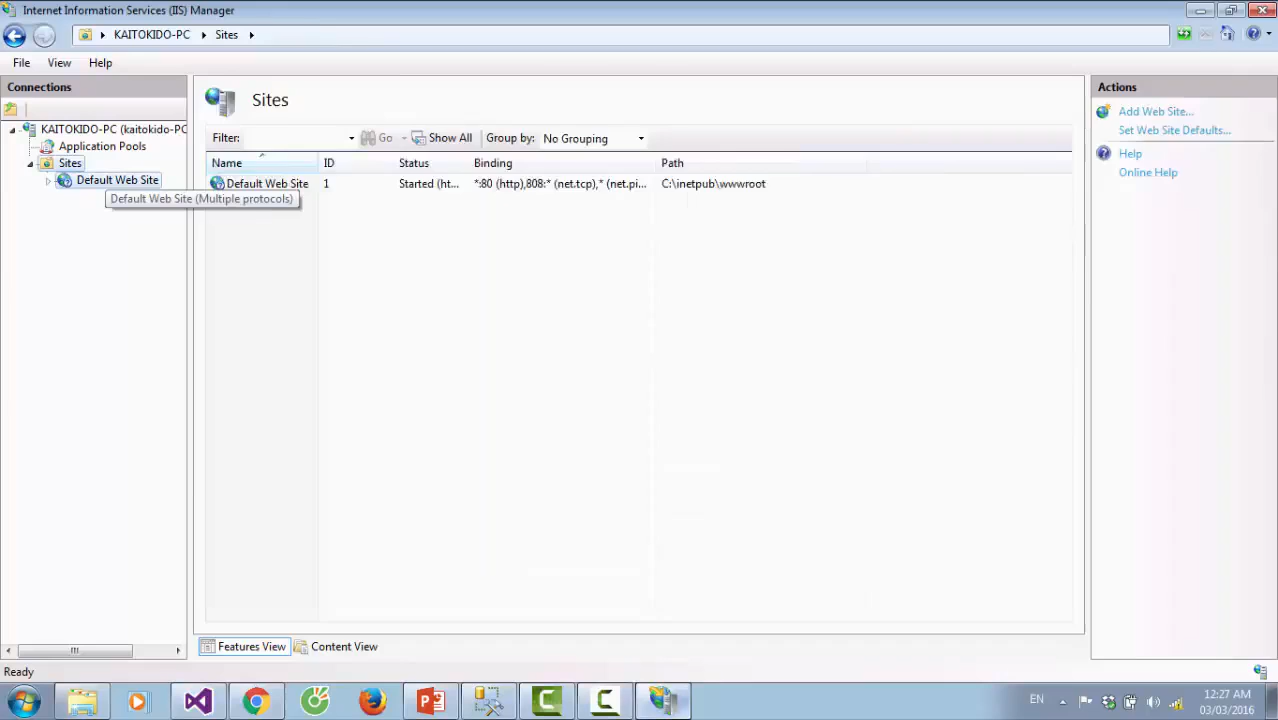 Internet Information Services (IIS) Manager
KAITOKIDO-PC
Sites
File View Help
Connections
KAITOKIDO-PC (kaitokido-PC
Application Pools
Sites
Default Web Site
Default Web Site (Multiple protocols)
Sites
Filter: Go Show All Group by: No Grouping
Name ID Status Binding Path
Default Web Site 1 Started (ht... *:80 (http),808:* (net.tcp),* (net.pi... C:\inetpub\wwwroot
Features View Content View
Actions
Add Web Site...
Set Web Site Defaults...
Help
Online Help
Ready
EN
12:27 AM
03/03/2016